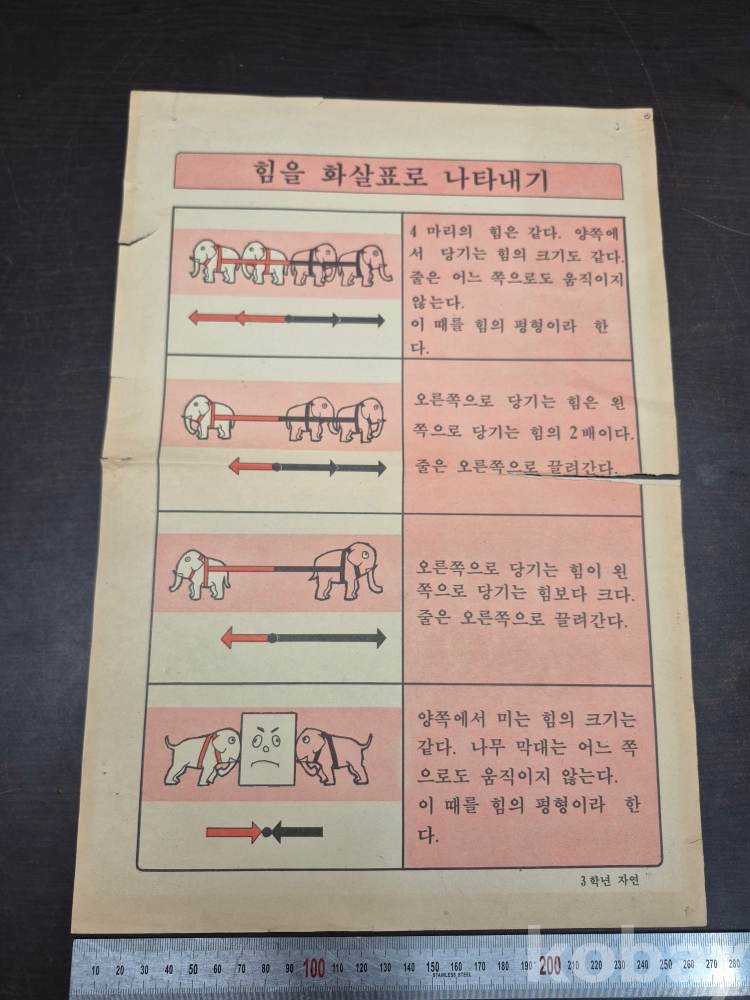 힘을 화살표로 나타내기
4 마리의 힘은 같다. 양쪽에
서 당기는 힘의 크기도 같다.
줄은 어느 쪽으로도 움직이지
않는다.
이 때를 힘의 평형이라 한
다.
오른쪽으로 당기는 힘은 왼
쪽으로 당기는 힘의 2배이다.
줄은 오른쪽으로 끌려간다.
오른쪽으로 당기는 힘이 왼
쪽으로 당기는 힘보다 크다.
줄은 오른쪽으로 끌려간다.
양쪽에서 미는 힘의 크기는
같다. 나무 막대는 어느 쪽
으로도 움직이지 않는다.
이 때를 힘의 평형이라 한
다.
3학년 자연
kobay
10 20 30 40 50 60 70 80 90 100 110 120 130 140 150 160 170 180 190 200 210 220 230 240 250 260 270 280
STAINLESS STEEL